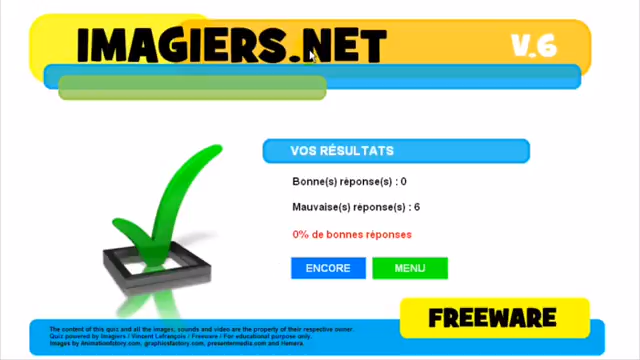 IMAGIERS.NET
V.6
VOS RÉSULTATS
Bonne(s) réponse(s) : 0
Mauvaise(s) réponse(s) : 6
0% de bonnes réponses
ENCORE
MENU
FREEWARE
The content of this quiz and all the images, sounds and video are the property of their respective owner.
Quiz powered by Imagiers / Vincent Lefrançois / Freeware / For educational purpose only.
Images by Animationfactory.com, graphicsfactory.com, presentermedia.com and Hemera.